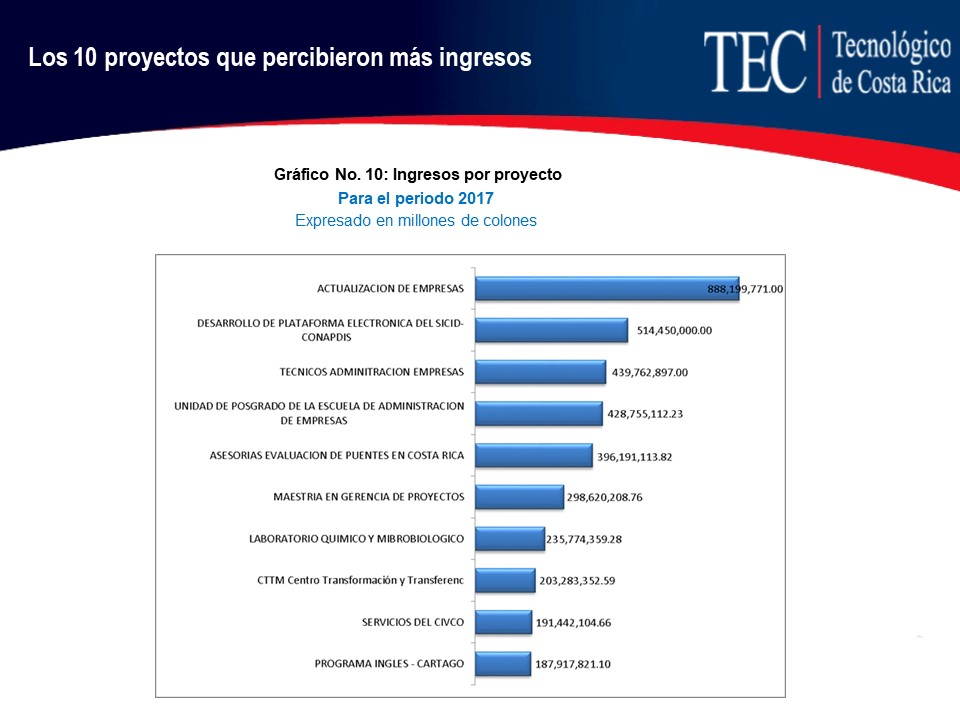 Los 10 proyectos que percibieron más ingresos
TEC
Tecnológico
de Costa Rica
Gráfico No. 10: Ingresos por proyecto
Para el periodo 2017
Expresado en millones de colones
ACTUALIZACION DE EMPRESAS
888,199,771.00
DESARROLLO DE PLATAFORMA ELECTRONICA DEL SICID-
CONAPDIS
514,450,000.00
TECNICOS ADMINITRACION EMPRESAS
439,762,897.00
UNIDAD DE POSGRADO DE LA ESCUELA DE ADMINISTRACION
DE EMPRESAS
428,755,112.23
ASESORIAS EVALUACION DE PUENTES EN COSTA RICA
396,191,113.82
MAESTRIA EN GERENCIA DE PROYECTOS
298,620,208.76
LABORATORIO QUIMICO Y MIBROBIOLOGICO
235,774,359.28
CTTM Centro Transformación y Transferenc
203,283,352.59
SERVICIOS DEL CIVCO
191,442,104.66
PROGRAMA INGLES - CARTAGO
187,917,821.10